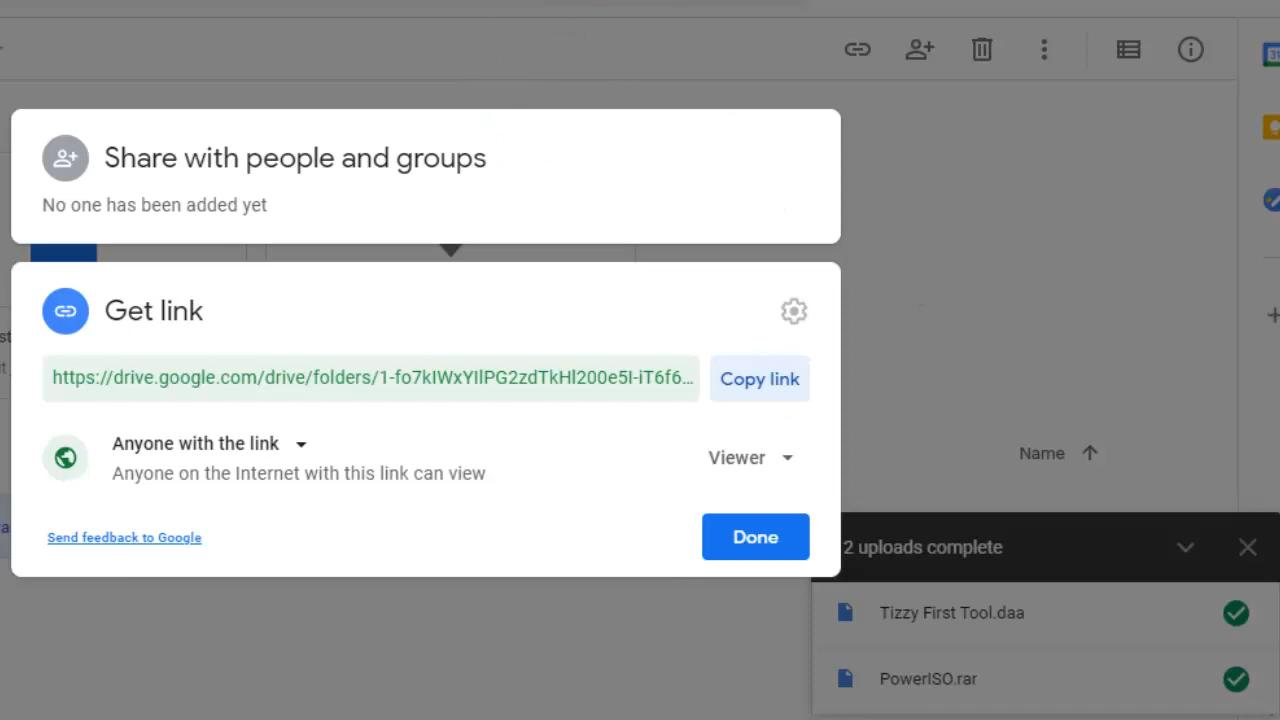 Share with people and groups
No one has been added yet
Get link
https://drive.google.com/drive/folders/1-fo7kIWxYIlPG2zdTkHl200e5I-iT6f6...
Copy link
Anyone with the link
Anyone on the Internet with this link can view
Viewer
Send feedback to Google
Done
Name
2 uploads complete
Tizzy First Tool.daa
PowerISO.rar